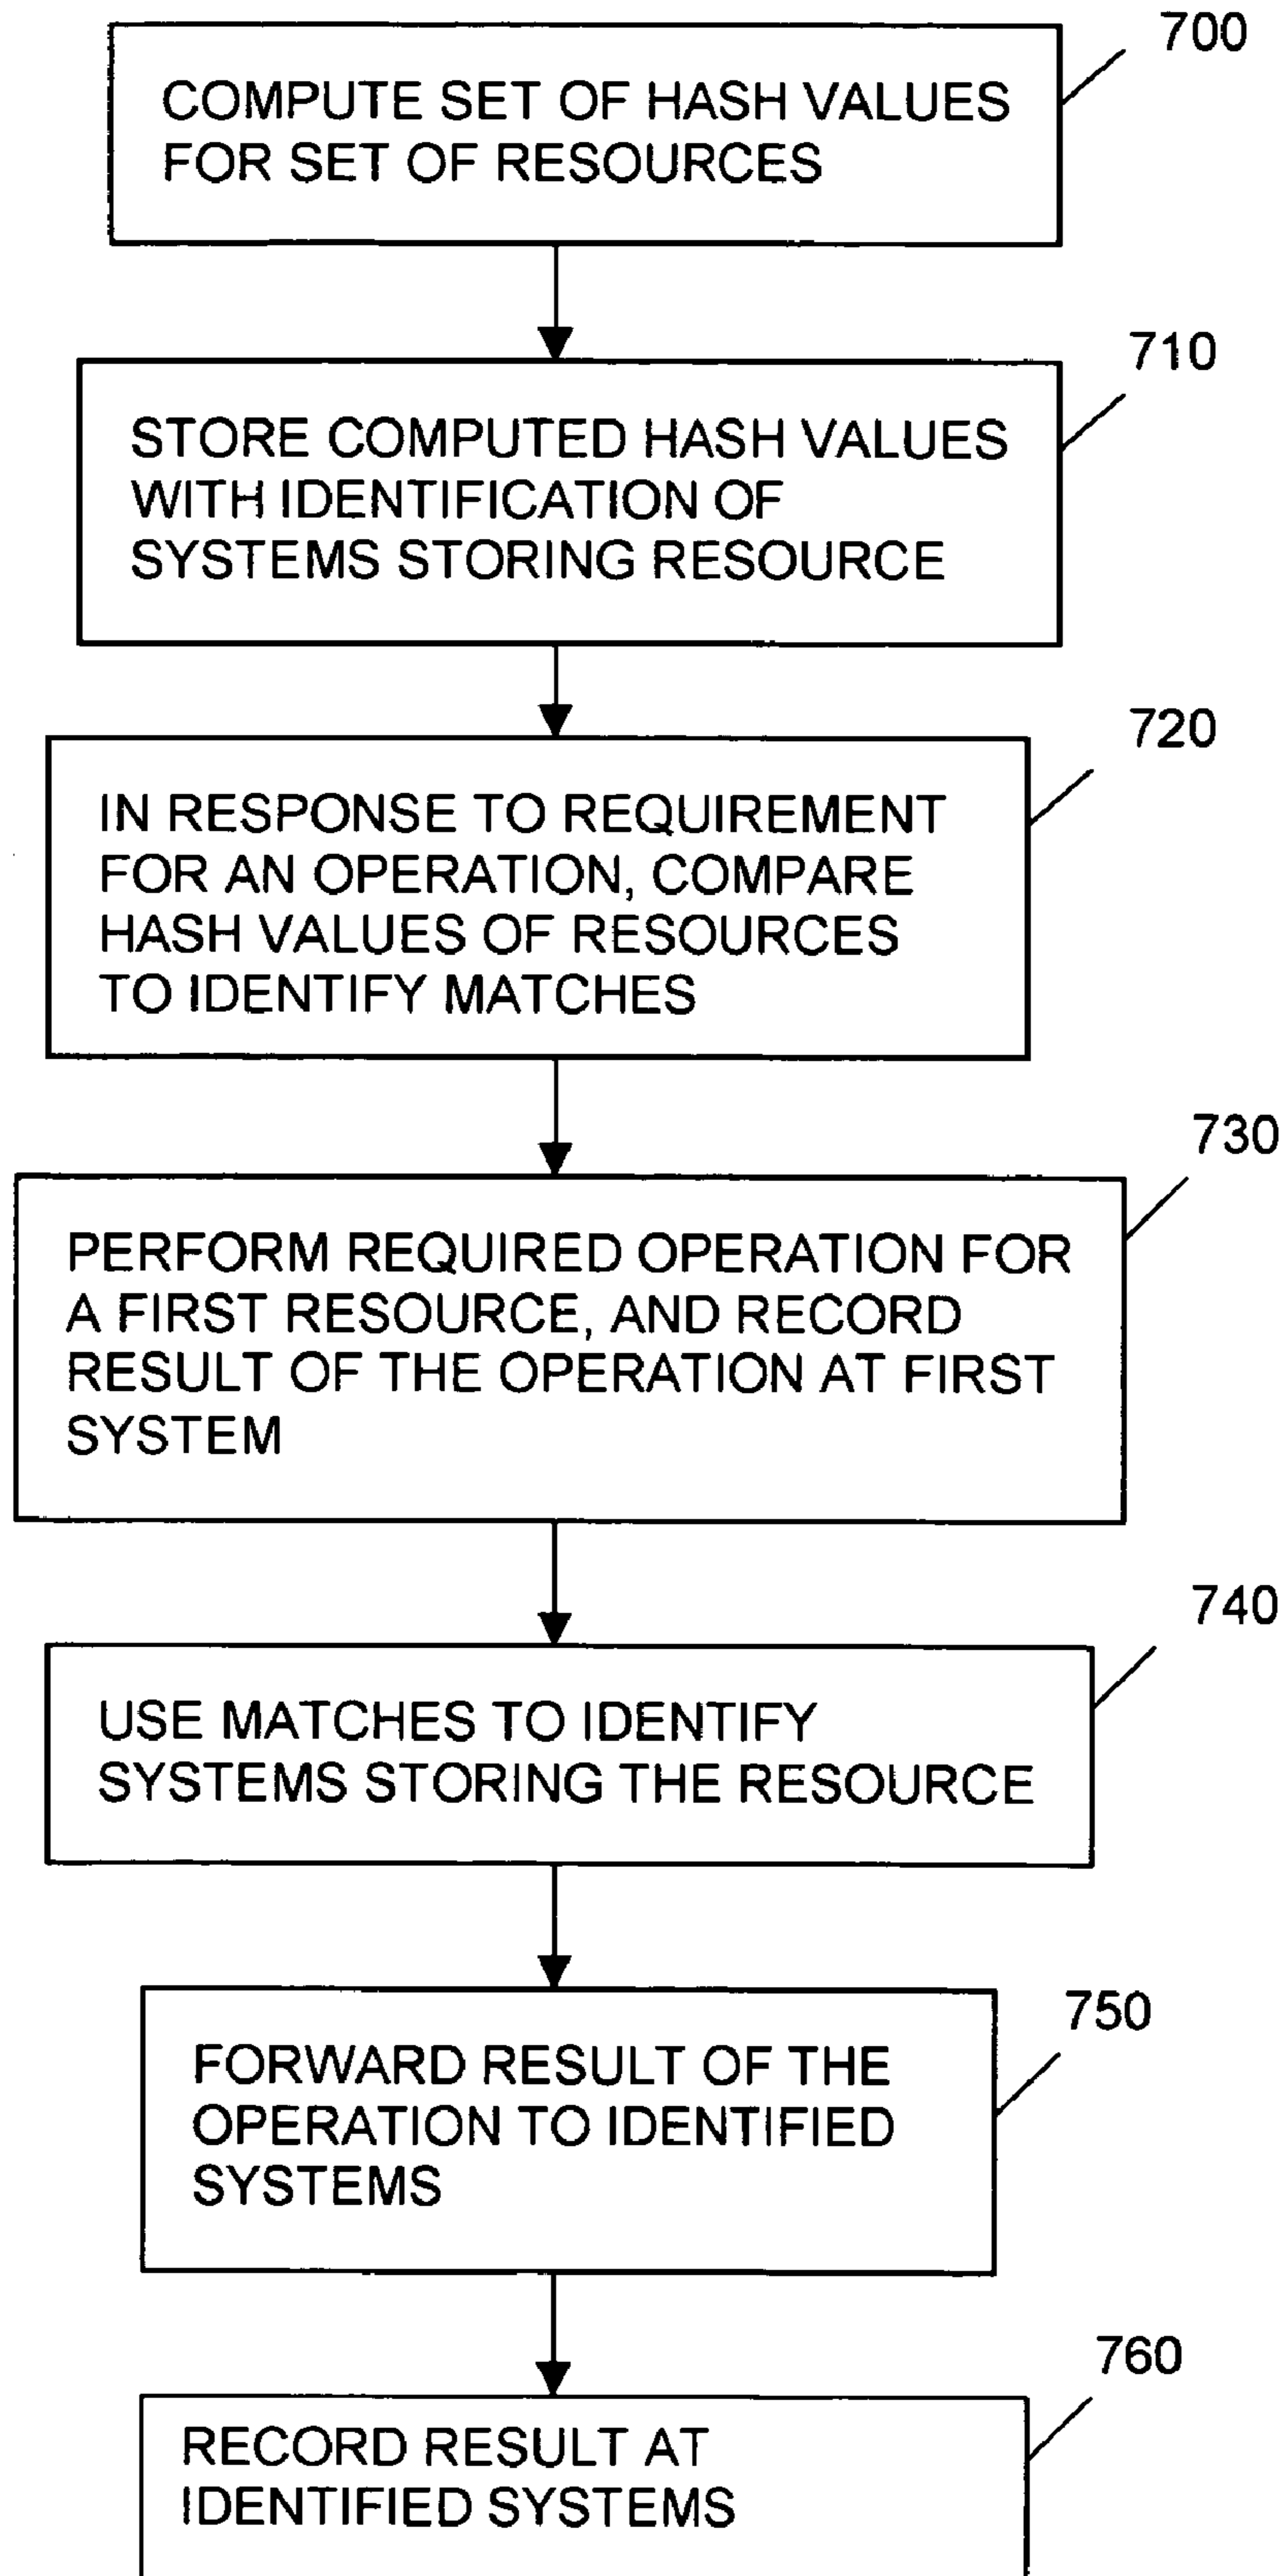 700
COMPUTE SET OF HASH VALUES
FOR SET OF RESOURCES
710
STORE COMPUTED HASH VALUES
WITH IDENTIFICATION OF
SYSTEMS STORING RESOURCE
720
IN RESPONSE TO REQUIREMENT
FOR AN OPERATION, COMPARE
HASH VALUES OF RESOURCES
TO IDENTIFY MATCHES
730
PERFORM REQUIRED OPERATION FOR
A FIRST RESOURCE, AND RECORD
RESULT OF THE OPERATION AT FIRST
SYSTEM
740
USE MATCHES TO IDENTIFY
SYSTEMS STORING THE RESOURCE
750
FORWARD RESULT OF THE
OPERATION TO IDENTIFIED
SYSTEMS
760
RECORD RESULT AT
IDENTIFIED SYSTEMS